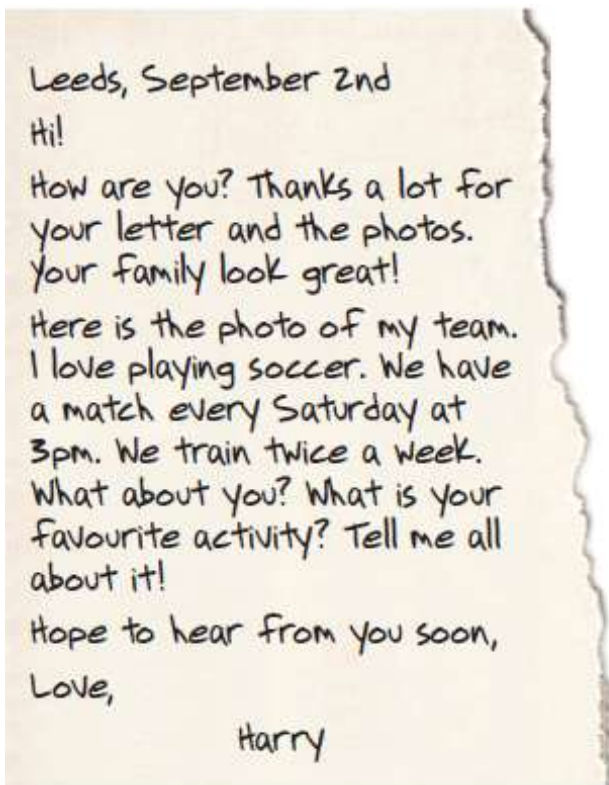 Leeds, September 2nd
Hi!
How are you? Thanks a lot for
your letter and the photos.
Your family look great!
Here is the photo of my team.
I love playing soccer. We have
a match every Saturday at
3pm. We train twice a week.
What about you? What is your
favourite activity? Tell me all
about it!
Hope to hear from you soon,
Love,
Harry